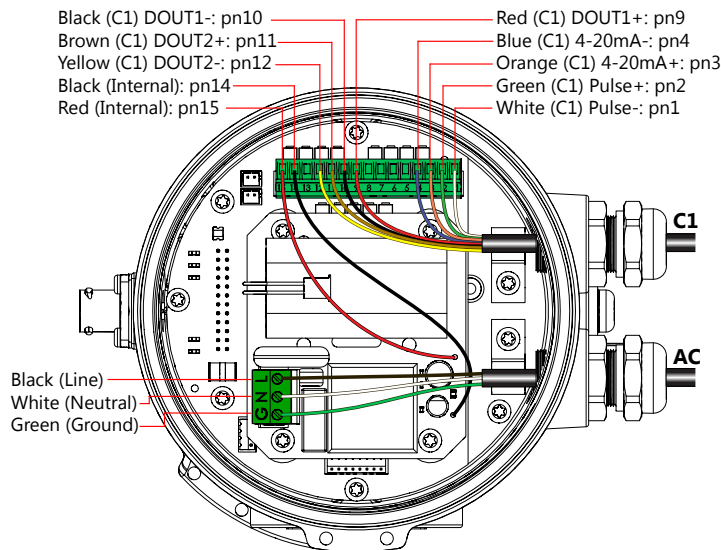 Black (C1) DOUT1-: pn10
Brown (C1) DOUT2+: pn11
Yellow (C1) DOUT2-: pn12
Black (Internal): pn14
Red (Internal): pn15
Red (C1) DOUT1+: pn9
Blue (C1) 4-20mA-: pn4
Orange (C1) 4-20mA+: pn3
Green (C1) Pulse+: pn2
White (C1) Pulse-: pn1
C1
AC
Black (Line)
White (Neutral)
Green (Ground)
L
N
G